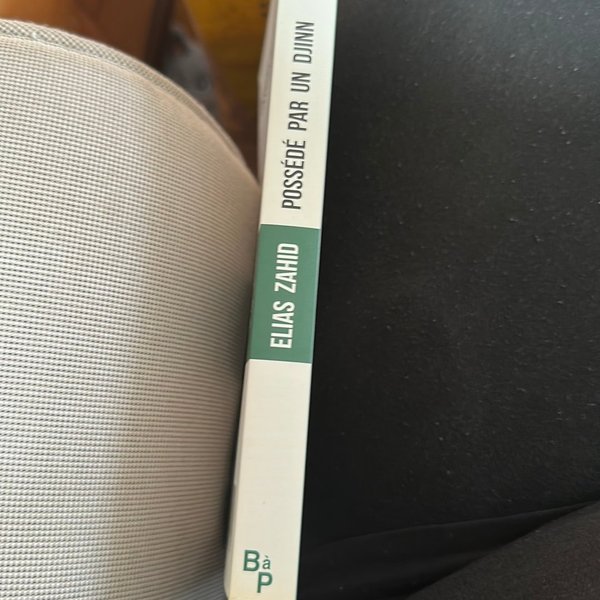 POSSÉDÉ PAR UN DJINN
ELIAS ZAHID
BàP